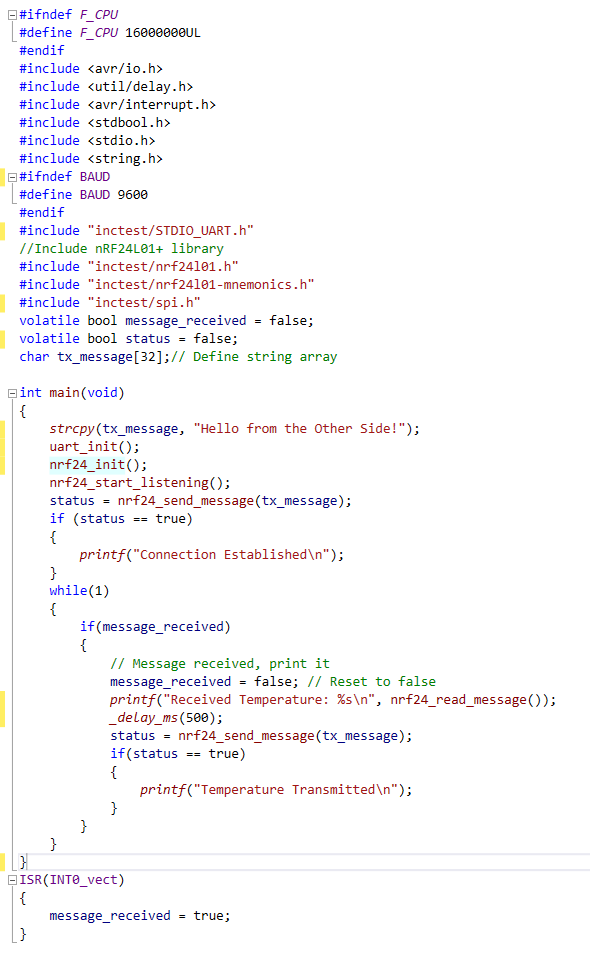 #ifndef F_CPU
#define F_CPU 16000000UL
#endif
#include <avr/io.h>
#include <util/delay.h>
#include <avr/interrupt.h>
#include <stdbool.h>
#include <stdio.h>
#include <string.h>
#ifndef BAUD
#define BAUD 9600
#endif
#include "inctest/STDIO_UART.h"
//Include nRF24L01+ library
#include "inctest/nrf24l01.h"
#include "inctest/nrf24l01-mnemonics.h"
#include "inctest/spi.h"
volatile bool message_received = false;
volatile bool status = false;
char tx_message[32];// Define string array

int main(void)
{
    strcpy(tx_message, "Hello from the Other Side!");
    uart_init();
    nrf24_init();
    nrf24_start_listening();
    status = nrf24_send_message(tx_message);
    if (status == true)
    {
        printf("Connection Established\n");
    }
    while(1)
    {
        if(message_received)
        {
            // Message received, print it
            message_received = false; // Reset to false
            printf("Received Temperature: %s\n", nrf24_read_message());
            _delay_ms(500);
            status = nrf24_send_message(tx_message);
            if(status == true)
            {
                printf("Temperature Transmitted\n");
            }
        }
    }
}
ISR(INT0_vect)
{
    message_received = true;
}